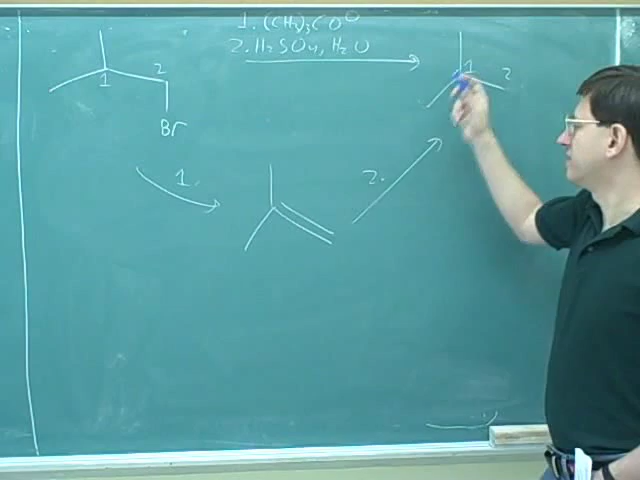 1. (CH₃)₃CO⊖
2. H₂SO₄, H₂O
1 2
Br
1 2
1.
2.